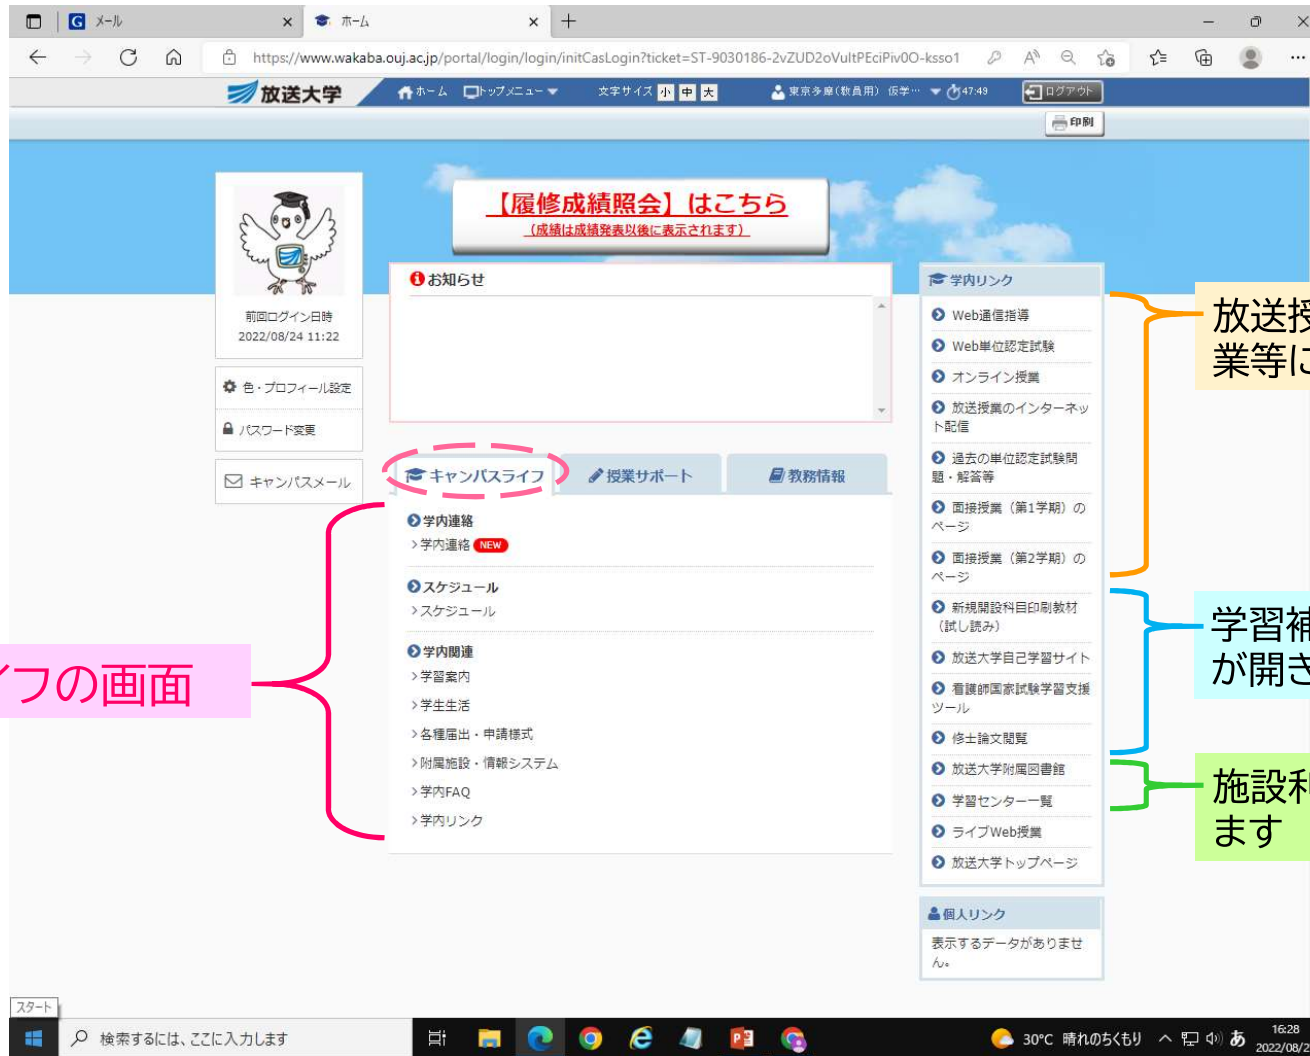 メール
ホーム
https://www.wakaba.ouj.ac.jp/portal/login/login/initCasLogin?ticket=ST-9030186-2vZUD2oVultPEciPiv0O-ksso1
放送大学
ホーム トップメニュー 文字サイズ 小 中 大 東京多摩(教員用) 仮学… 47:49 ログアウト
印刷
【履修成績照会】はこちら
(成績は成績発表以後に表示されます)
前回ログイン日時
2022/08/24 11:22
色・プロフィール設定
パスワード変更
キャンパスメール
お知らせ
キャンパスライフ 授業サポート 教務情報
学内連絡
>学内連絡 NEW
スケジュール
>スケジュール
学内関連
>学習案内
>学生生活
>各種届出・申請様式
>附属施設・情報システム
>学内FAQ
>学内リンク
イフの画面
学内リンク
Web通信指導
Web単位認定試験
オンライン授業
放送授業のインターネッ
ト配信
過去の単位認定試験問
題・解答等
面接授業(第1学期)の
ページ
面接授業(第2学期)の
ページ
新規開設科目印刷教材
(試し読み)
放送大学自己学習サイト
看護師国家試験学習支援
ツール
修士論文閲覧
放送大学附属図書館
学習センター一覧
ライブWeb授業
放送大学トップページ
個人リンク
表示するデータがありませ
ん。
放送授
業等に
学習補
が開き
施設利
ます
スタート
検索するには、ここに入力します
30°C 晴れのちくもり
あ
16:28
2022/08/2